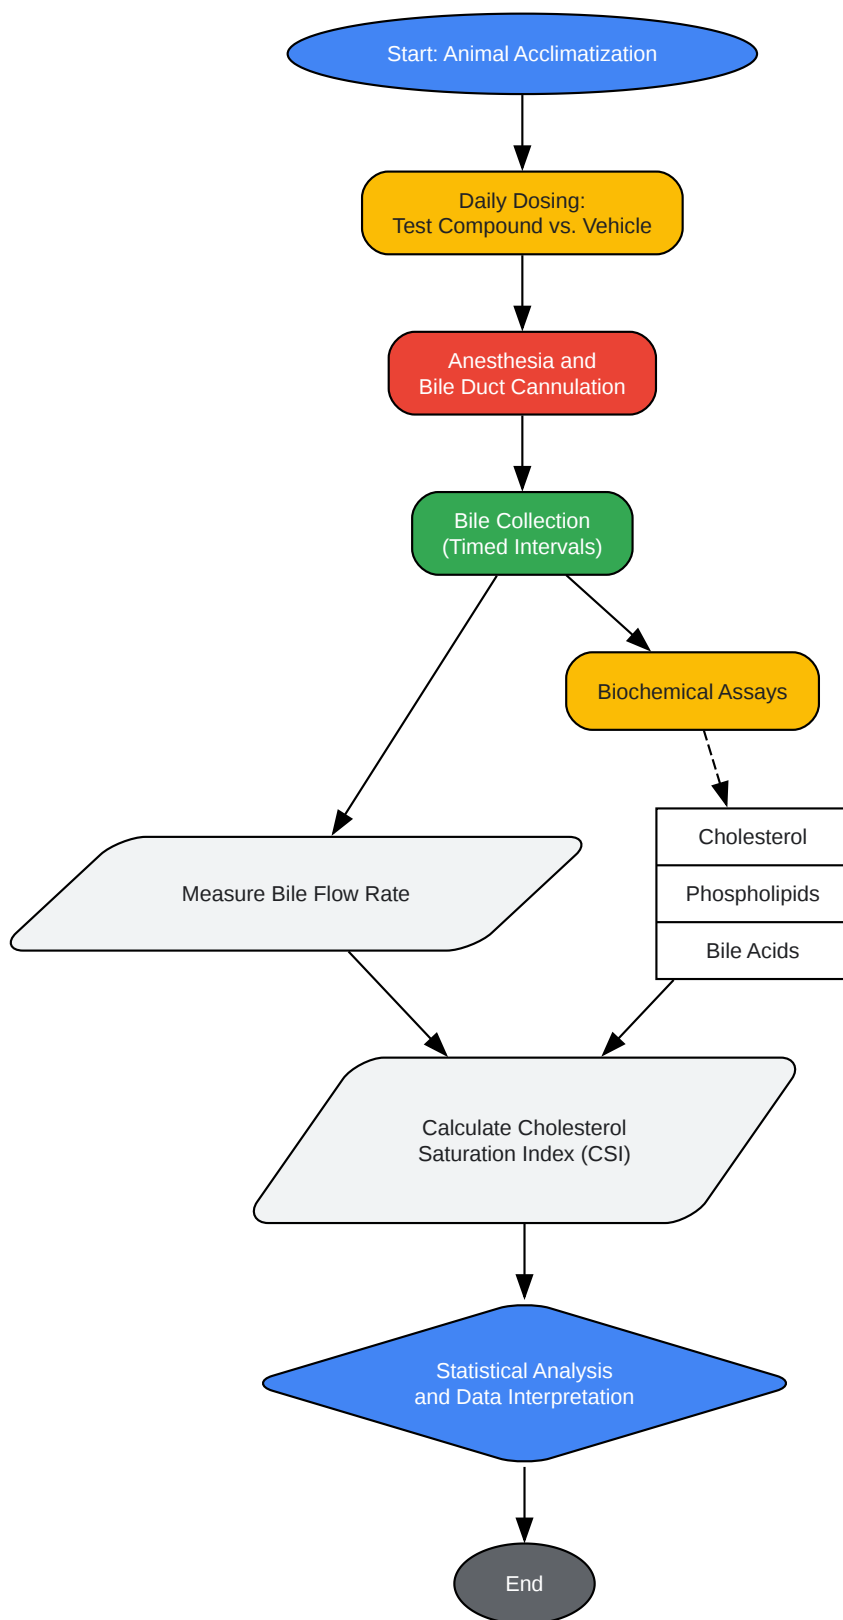 Start: Animal Acclimatization
Daily Dosing:
Test Compound vs. Vehicle
Anesthesia and
Bile Duct Cannulation
Bile Collection
(Timed Intervals)
Biochemical Assays
Cholesterol
Phospholipids
Bile Acids
Measure Bile Flow Rate
Calculate Cholesterol
Saturation Index (CSI)
Statistical Analysis
and Data Interpretation
End